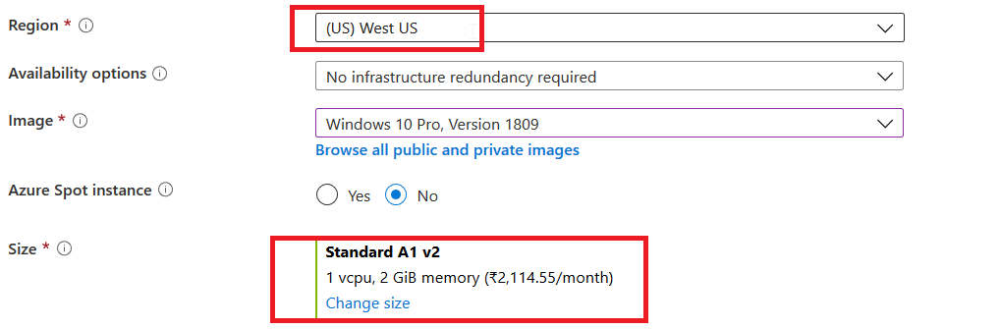 Region *
(US) West US
Availability options
No infrastructure redundancy required
Image *
Windows 10 Pro, Version 1809
Browse all public and private images
Azure Spot instance
Yes No
Size *
Standard A1 v2
1 vcpu, 2 GiB memory (₹2,114.55/month)
Change size